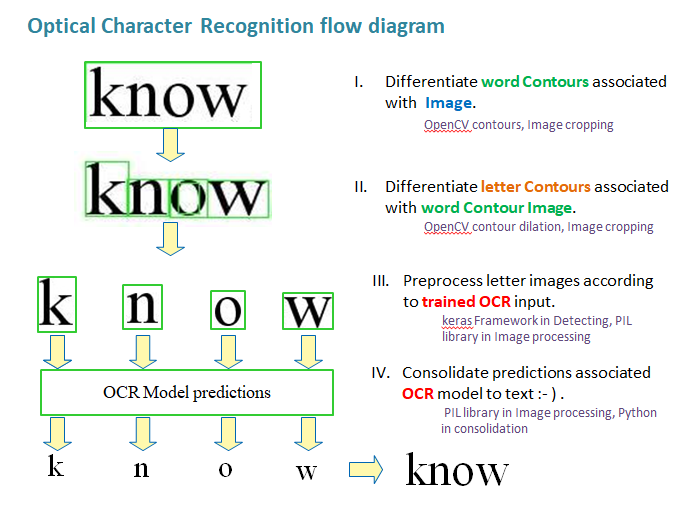 Optical Character Recognition flow diagram
know
I. Differentiate word Contours associated
with Image.
OpenCV contours, Image cropping
know
II. Differentiate letter Contours associated
with word Contour Image.
OpenCV contour dilation, Image cropping
k n o w
III. Preprocess letter images according
to trained OCR input.
keras Framework in Detecting, PIL
library in Image processing
OCR Model predictions
IV. Consolidate predictions associated
OCR model to text :- ) .
PIL library in Image processing, Python
in consolidation
k n o w know